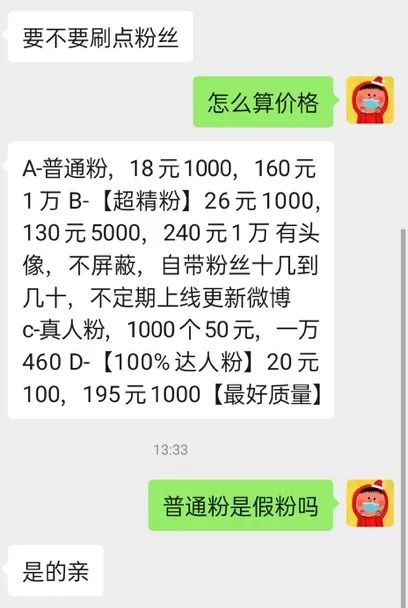 要不要刷点粉丝
怎么算价格
A-普通粉，18元1000，160元
1万 B-【超精粉】26元1000，
130元5000，240元1万 有头
像，不屏蔽，自带粉丝十几到
几十，不定期上线更新微博
c-真人粉，1000个50元，一万
460 D-【100%达人粉】20元
100，195元1000【最好质量】
13:33
普通粉是假粉吗
是的亲